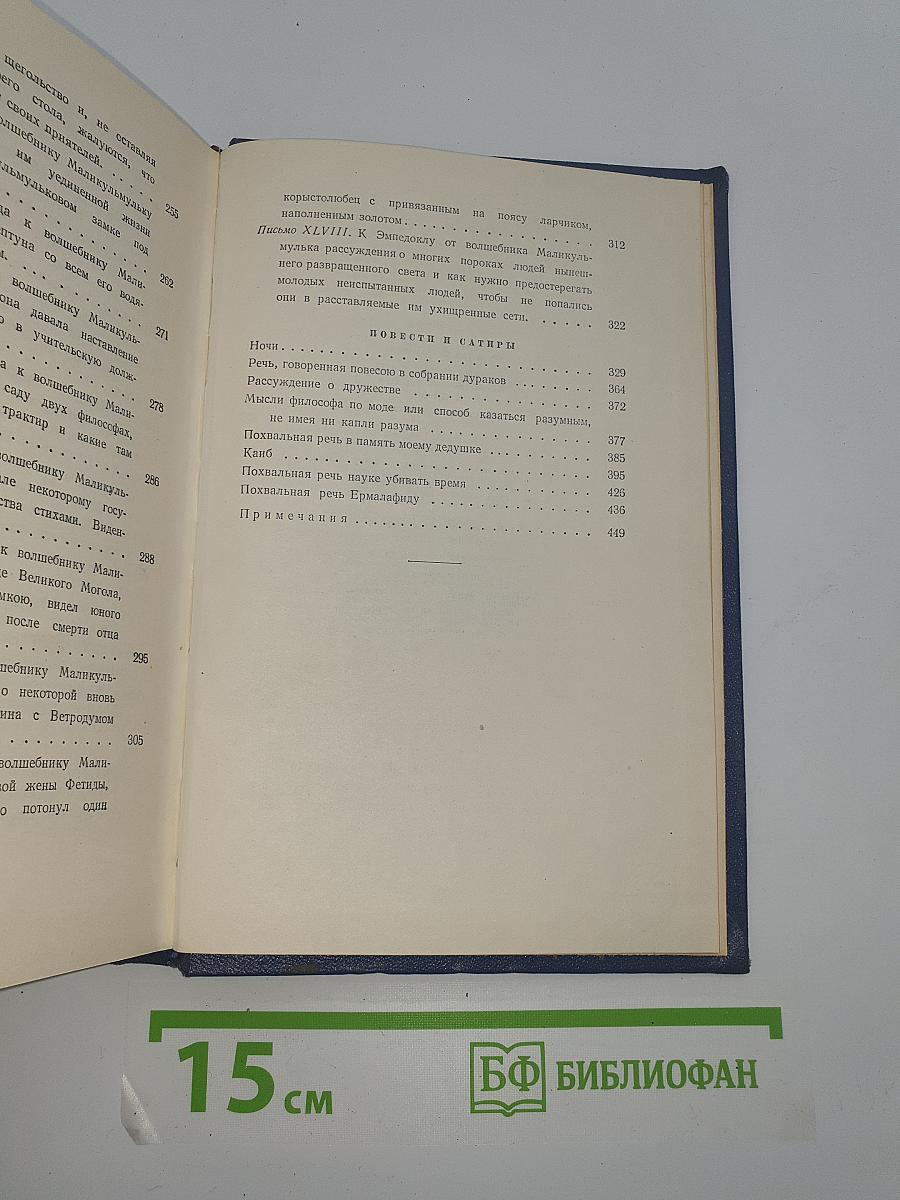 щегольство и, не оставляя
стола, жалуются, что
своих приятелей. . . . . . 255
Маликульмульку
им уединенной жизни
замке под
. . . . . . . . 262
к волшебнику Мали-
со всем его водя-
. . . . . . . . . 271
волшебнику Маликуль-
давала наставление
в учительскую долж-
. . . . . . . . . 278
к волшебнику Мали-
саду двух философов,
трактир и какие там
. . . . . . . . . 286
волшебнику Маликуль-
некоторому госу-
стихами. Виден-
. . . . . . . . . 288
к волшебнику Мали-
Великого Могола,
видел юного
после смерти отца
. . . . . . . . . 295
Маликуль-
о некоторой вновь
с Ветродумом
. . . . . . . . . 305
волшебнику Мали-
жены Фетиды,
потонул один
корыстолюбец с привязанным на поясу ларчиком,
наполненным золотом . . . . . . . . . . . . . . . . 312
Письмо XLVIII. К Эмпедоклу от волшебника Маликуль-
мулька рассуждения о многих пороках людей нынеш-
него развращенного света и как нужно предостерегать
молодых неиспытанных людей, чтобы не попались
они в расставляемые им ухищренные сети. . . . . . 322
ПОВЕСТИ И САТИРЫ
Ночи . . . . . . . . . . . . . . . . . . . . . . . . 329
Речь, говоренная повесою в собрании дураков . . . . . . . . 364
Рассуждение о дружестве . . . . . . . . . . . . . . 372
Мысли философа по моде или способ казаться разумным,
не имея ни капли разума . . . . . . . . . . . . . 377
Похвальная речь в память моему дедушке . . . . . . . . . 385
Каиб . . . . . . . . . . . . . . . . . . . . . . . . 395
Похвальная речь науке убивать время . . . . . . . . . . 426
Похвальная речь Ермалафиду . . . . . . . . . . . . . 436
Примечания . . . . . . . . . . . . . . . . . . . . 449
15 см
БФ БИБЛИОФАН